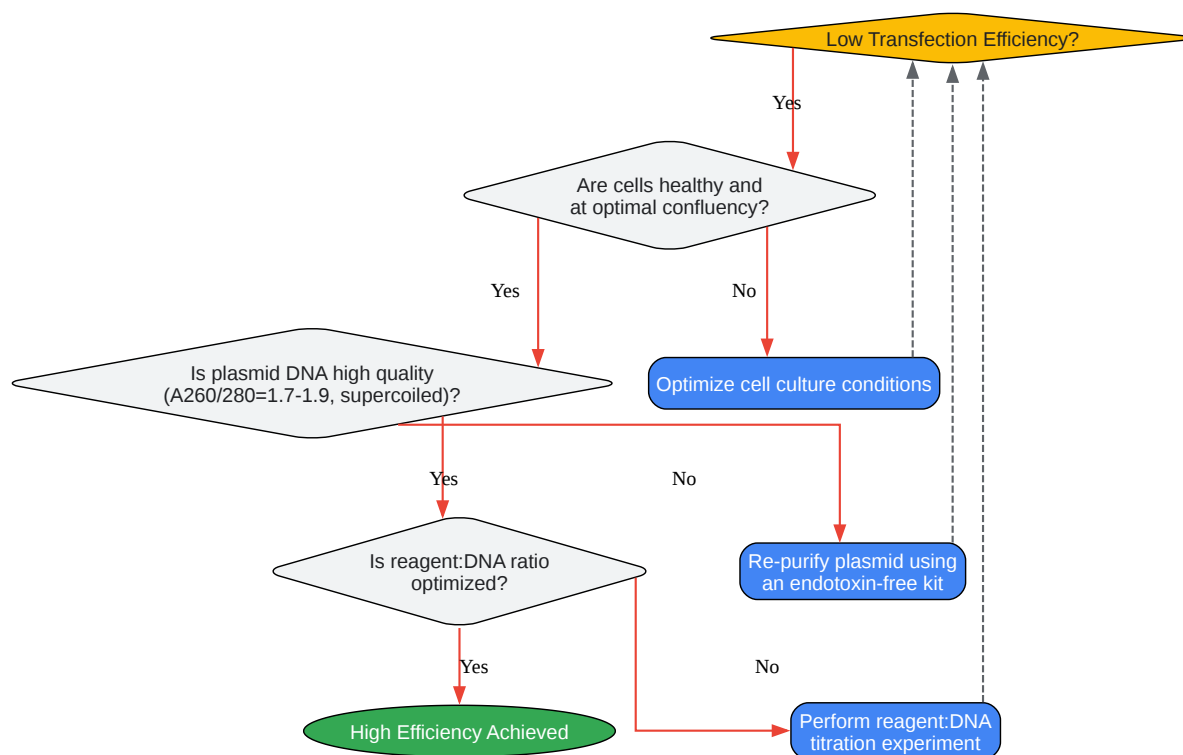 Low Transfection Efficiency?
Yes
Are cells healthy and
at optimal confluency?
Yes
No
Is plasmid DNA high quality
(A260/280=1.7-1.9, supercoiled)?
Optimize cell culture conditions
Yes
No
Is reagent:DNA ratio
optimized?
Re-purify plasmid using
an endotoxin-free kit
Yes
No
High Efficiency Achieved
Perform reagent:DNA
titration experiment